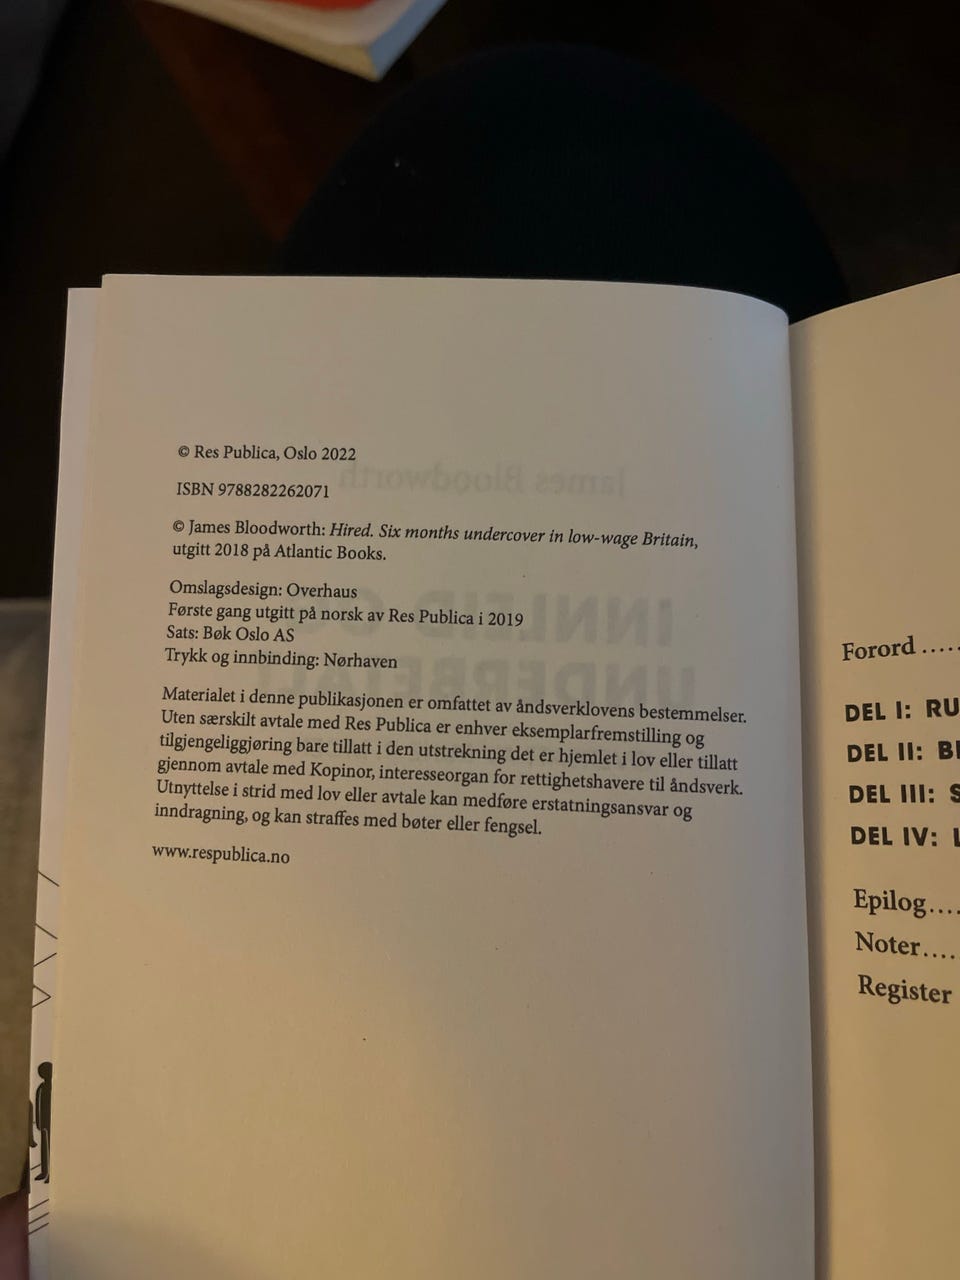 © Res Publica, Oslo 2022
ISBN 9788282262071
© James Bloodworth: Hired. Six months undercover in low-wage Britain,
utgitt 2018 på Atlantic Books.
Omslagsdesign: Overhaus
Første gang utgitt på norsk av Res Publica i 2019
Sats: Bøk Oslo AS
Trykk og innbinding: Nørhaven
Materialet i denne publikasjonen er omfattet av åndsverklovens bestemmelser.
Uten særskilt avtale med Res Publica er enhver eksemplarfremstilling og
tilgjengeliggjøring bare tillatt i den utstrekning det er hjemlet i lov eller tillatt
gjennom avtale med Kopinor, interesseorgan for rettighetshavere til åndsverk.
Utnyttelse i strid med lov eller avtale kan medføre erstatningsansvar og
inndragning, og kan straffes med bøter eller fengsel.
www.respublica.no
Forord .....
DEL I: RU
DEL II: BI
DEL III: S
DEL IV: L
Epilog....
Noter....
Register